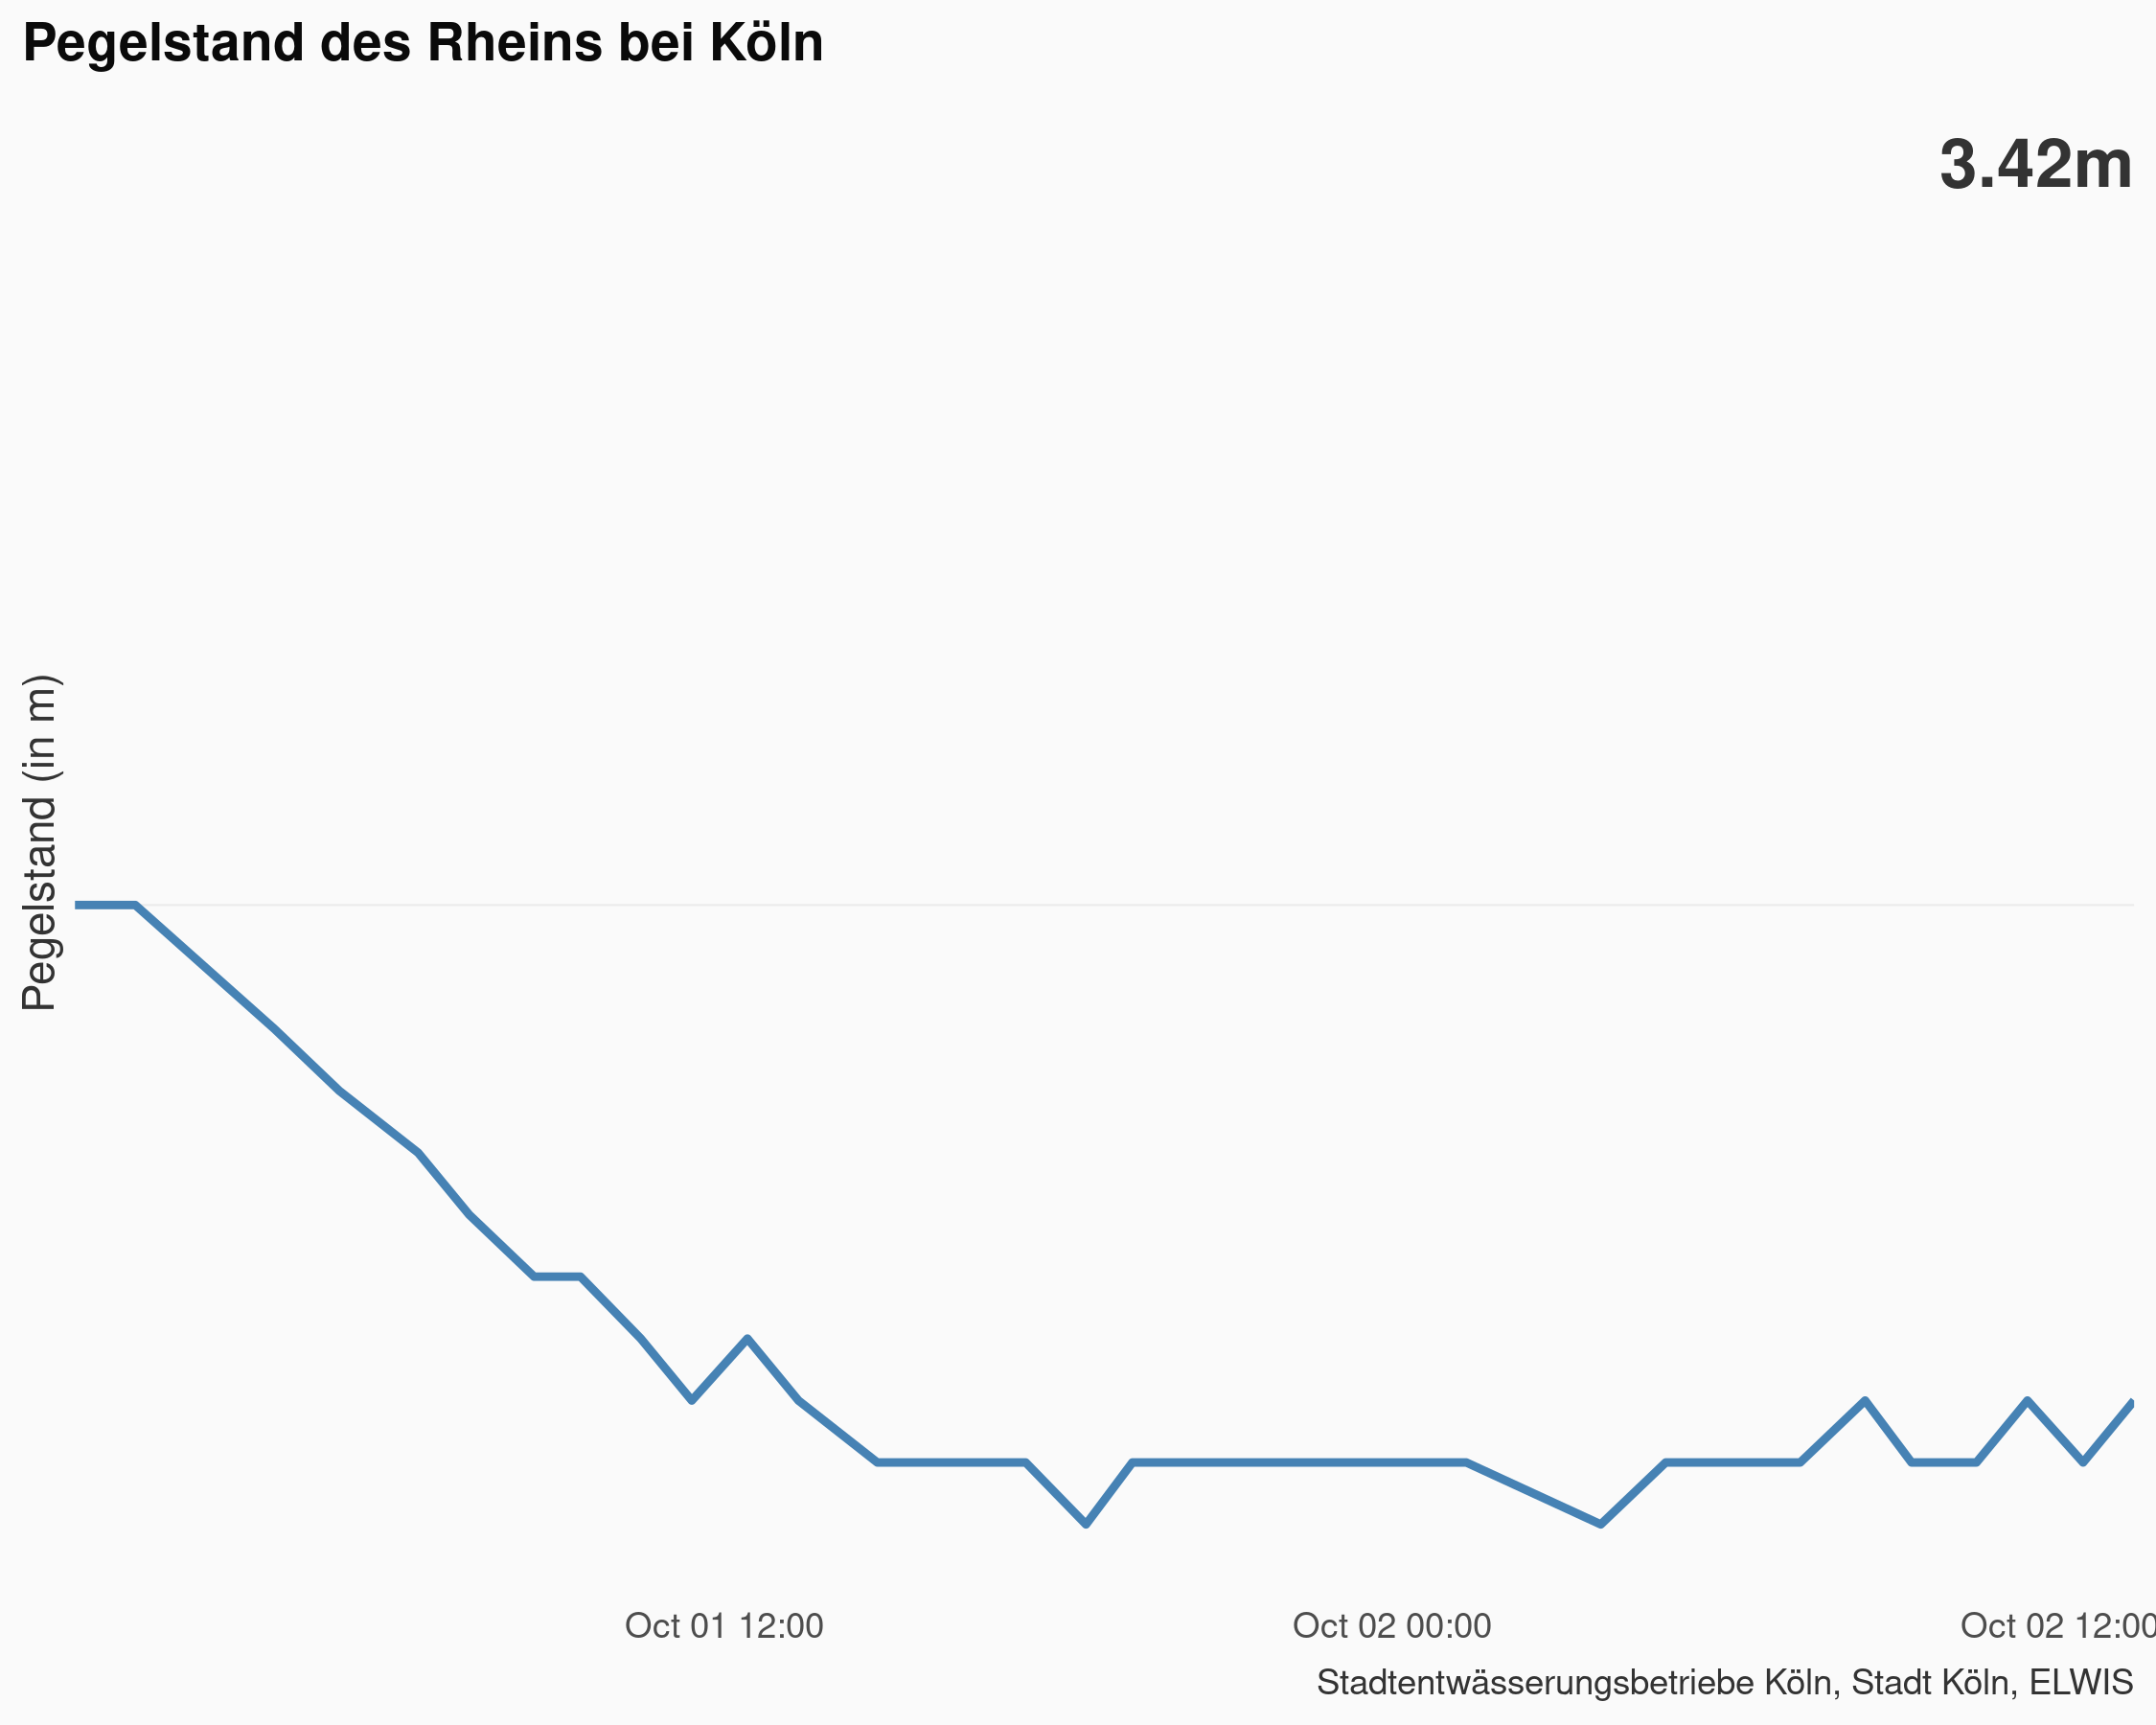 Pegelstand des Rheins bei Köln
3.42m
Pegelstand (in m)
Oct 01 12:00
Oct 02 00:00
Oct 02 12:00
Stadtentwässerungsbetriebe Köln, Stadt Köln, ELWIS